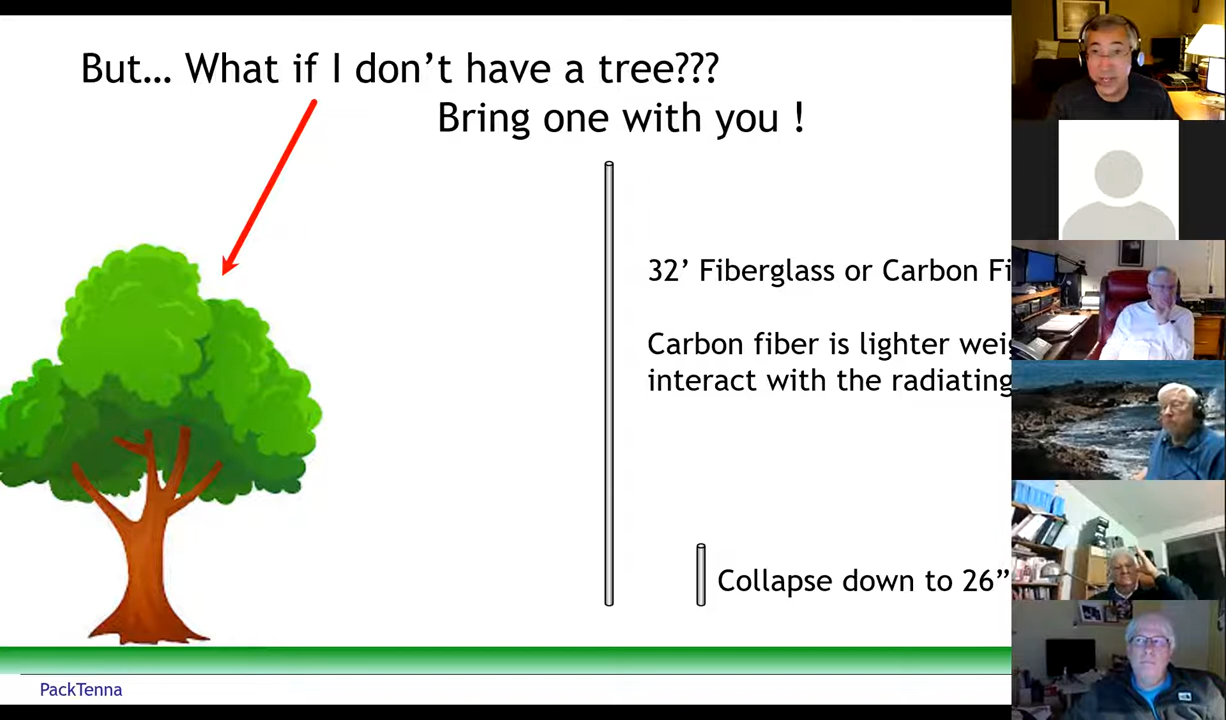 But… What if I don’t have a tree???
Bring one with you !
32’ Fiberglass or Carbon
Carbon fiber is lighter
interact with the radiating
Collapse down to 26”
PackTenna